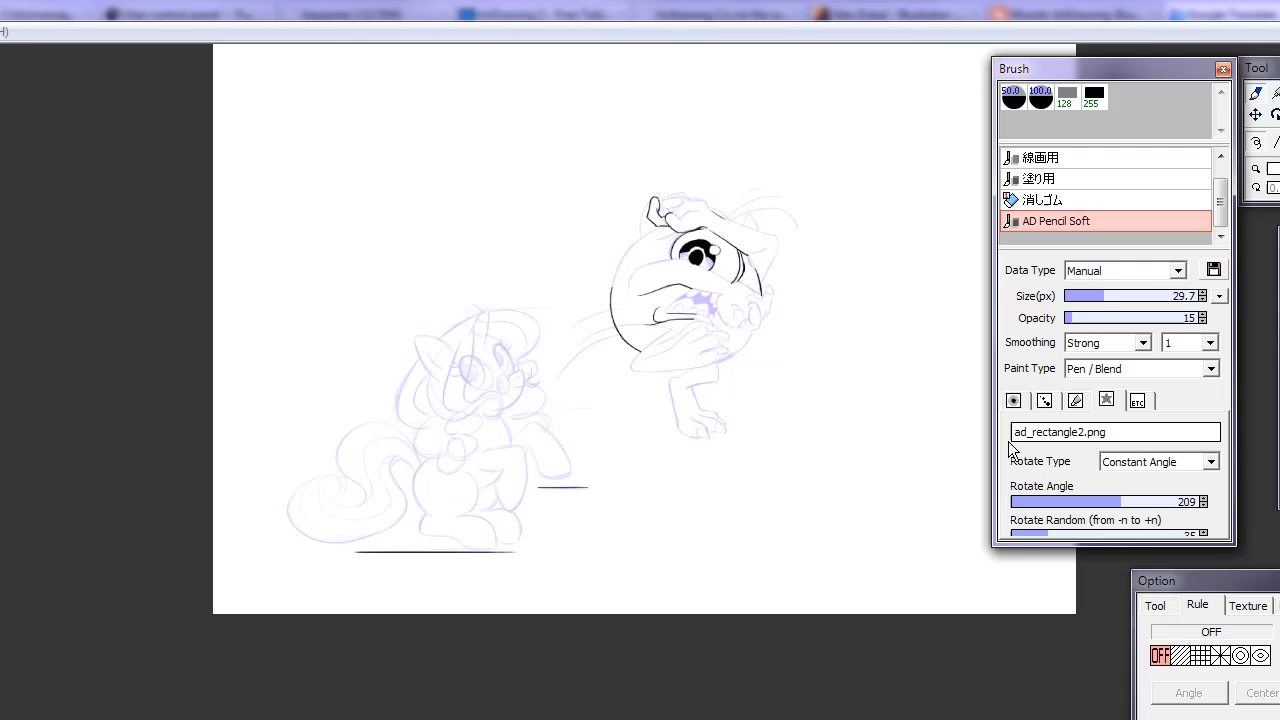 H)
Brush
Tool
50.0 100.0 128 255
線画用
塗り用
消しゴム
AD Pencil Soft
Data Type Manual
Size(px) 29.7
Opacity 15
Smoothing Strong 1
Paint Type Pen / Blend
ETC
ad_rectangle2.png
Rotate Type Constant Angle
Rotate Angle
209
Rotate Random (from -n to +n)
35
Option
Tool Rule Texture
OFF
OFF
Angle Center